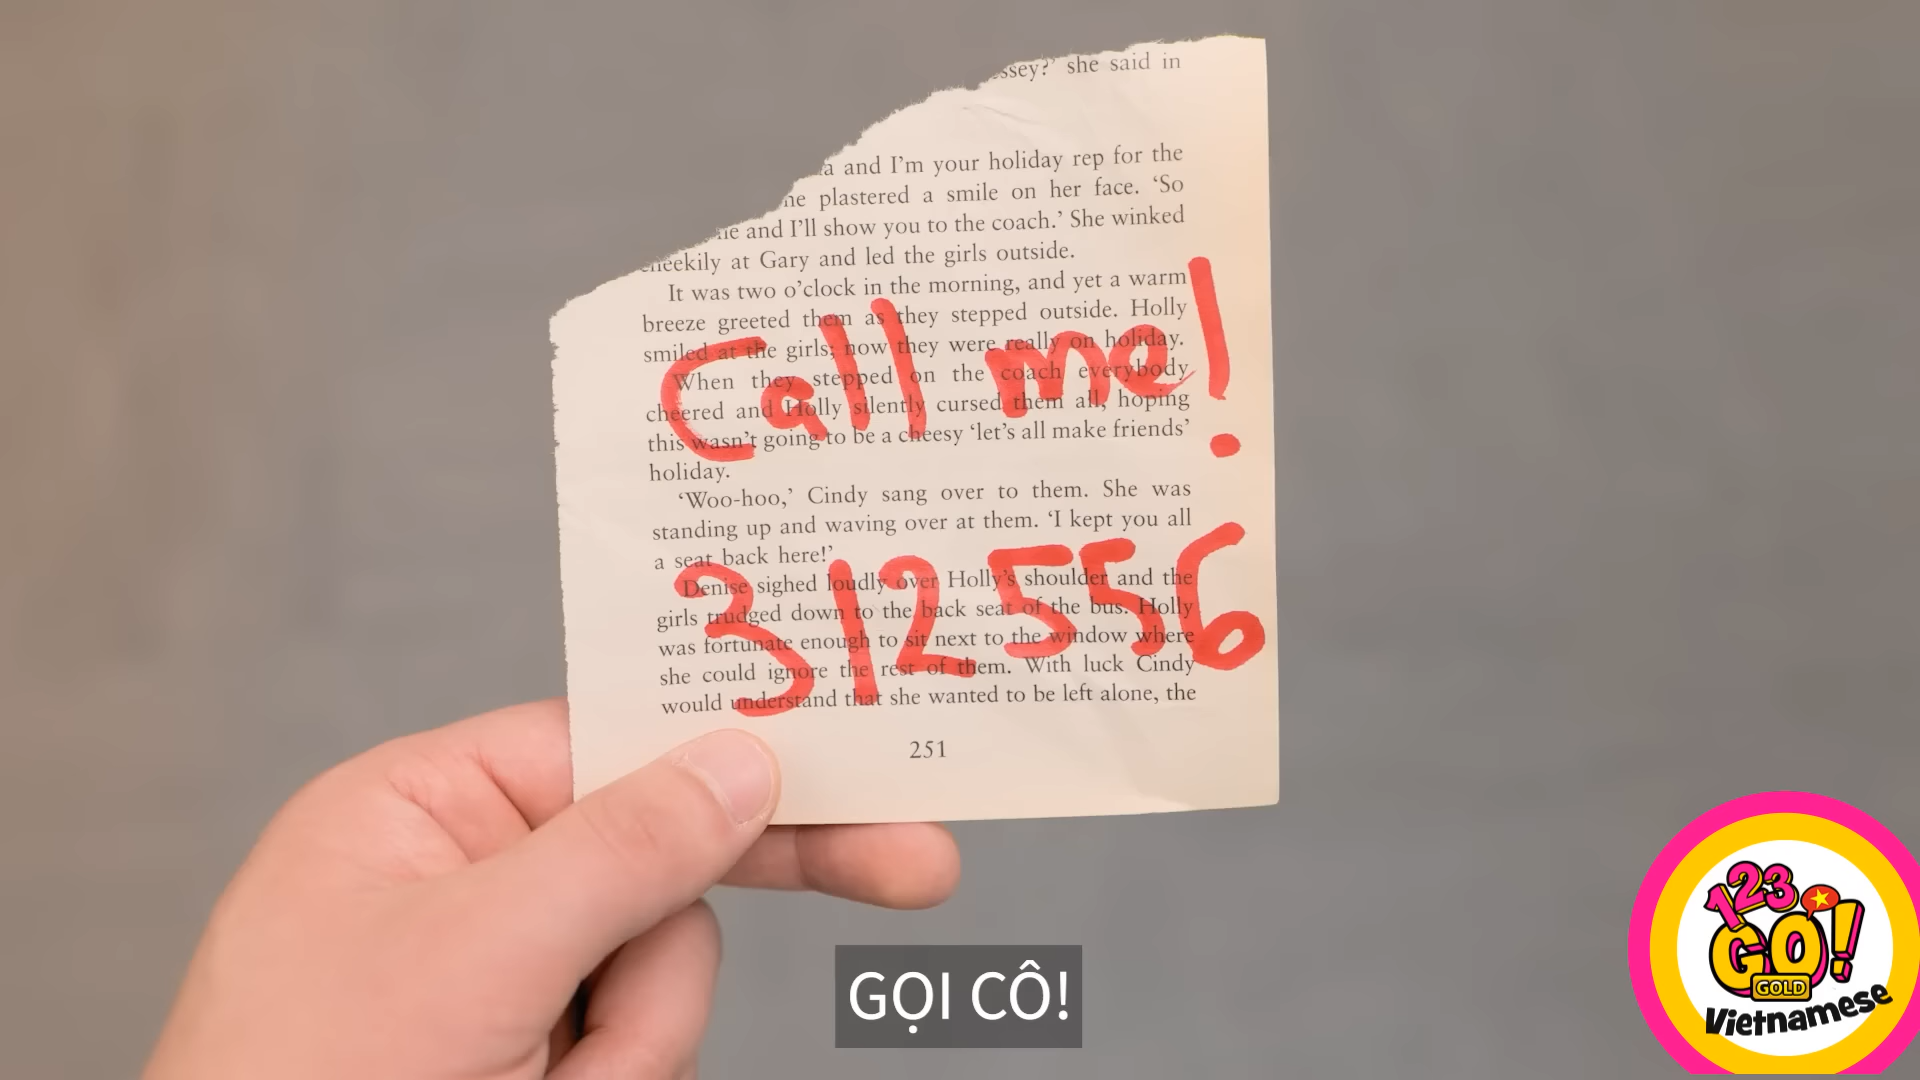 she said in
and I'm your holiday rep for the
plastered a smile on her face. 'So
and I'll show you to the coach.' She winked
cheekily at Gary and led the girls outside.
It was two o'clock in the morning, and yet a warm
breeze greeted them as they stepped outside. Holly
smiled at the girls; now they were really on holiday.
When they stepped on the coach everybody
cheered and Holly silently cursed them all, hoping
this wasn't going to be a cheesy 'let's all make friends'
holiday.
'Woo-hoo,' Cindy sang over to them. She was
standing up and waving over at them. 'I kept you all
a seat back here!'
Denise sighed loudly over Holly's shoulder and the
girls trudged down to the back seat of the bus. Holly
was fortunate enough to sit next to the window where
she could ignore the rest of them. With luck Cindy
would understand that she wanted to be left alone, the
251
Call me!
312556
GỌI CÔ!
123
GO!
GOLD
Vietnamese